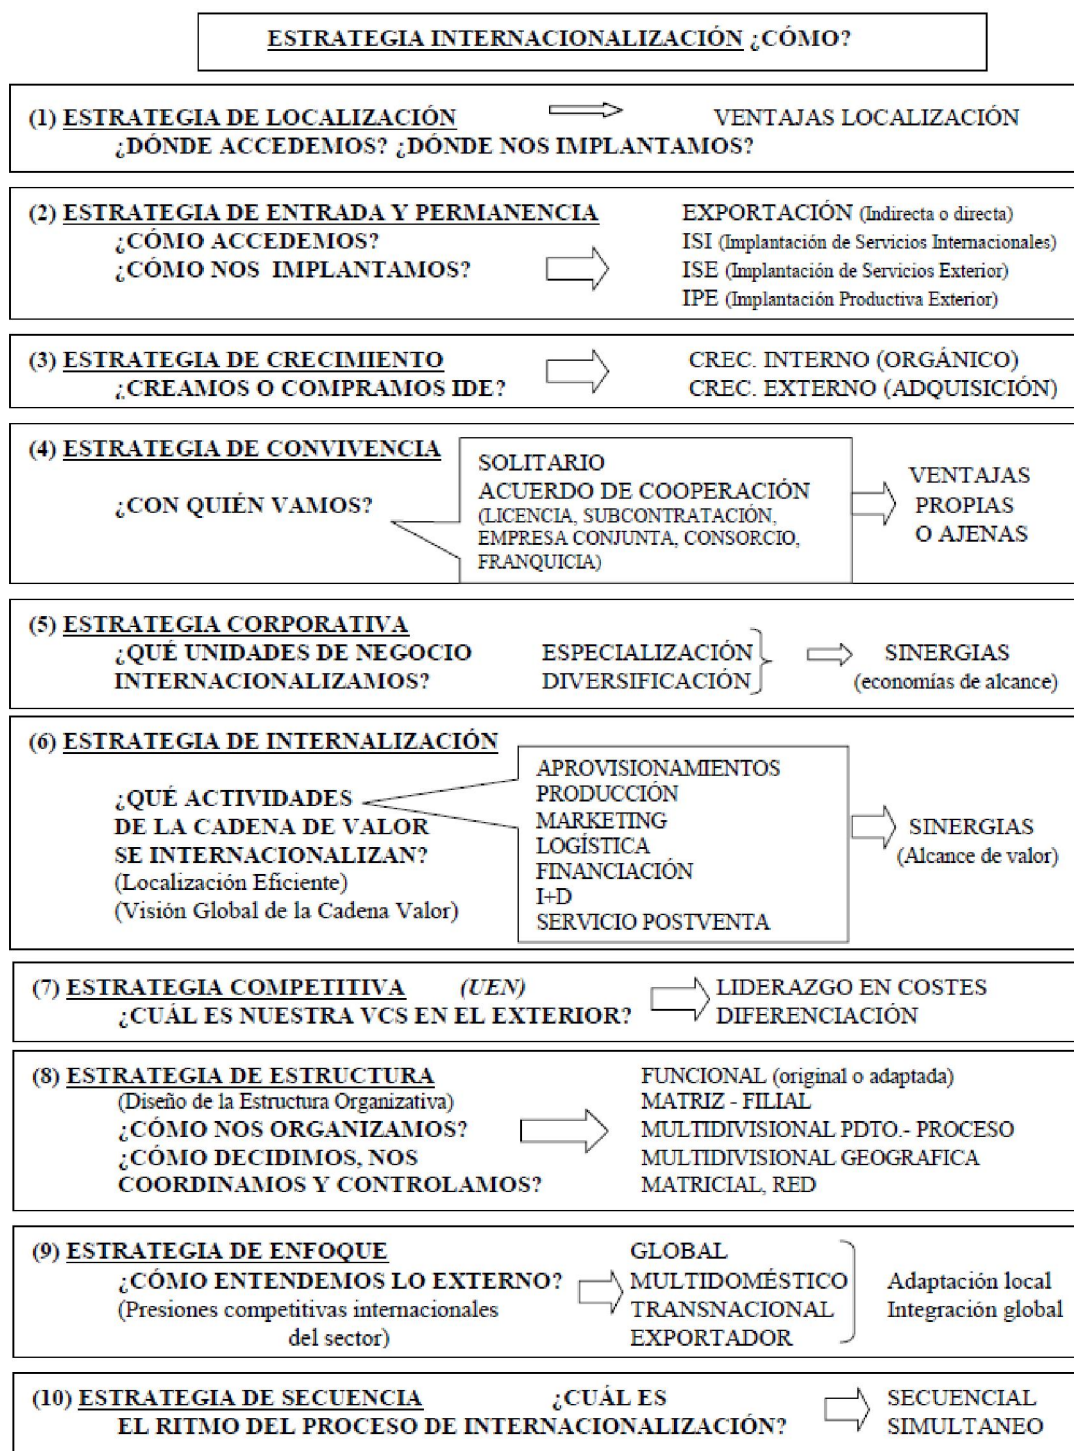 ESTRATEGIA INTERNACIONALIZACIÓN ¿CÓMO?
(1) ESTRATEGIA DE LOCALIZACIÓN VENTAJAS LOCALIZACIÓN
¿DÓNDE ACCEDEMOS? ¿DÓNDE NOS IMPLANTAMOS?
(2) ESTRATEGIA DE ENTRADA Y PERMANENCIA
¿CÓMO ACCEDEMOS?
¿CÓMO NOS IMPLANTAMOS?
EXPORTACIÓN (Indirecta o directa)
ISI (Implantación de Servicios Internacionales)
ISE (Implantación de Servicios Exterior)
IPE (Implantación Productiva Exterior)
(3) ESTRATEGIA DE CRECIMIENTO
¿CREAMOS O COMPRAMOS IDE?
CREC. INTERNO (ORGÁNICO)
CREC. EXTERNO (ADQUISICIÓN)
(4) ESTRATEGIA DE CONVIVENCIA
¿CON QUIÉN VAMOS?
SOLITARIO
ACUERDO DE COOPERACIÓN
(LICENCIA, SUBCONTRATACIÓN,
EMPRESA CONJUNTA, CONSORCIO,
FRANQUICIA)
VENTAJAS
PROPIAS
O AJENAS
(5) ESTRATEGIA CORPORATIVA
¿QUÉ UNIDADES DE NEGOCIO
INTERNACIONALIZAMOS?
ESPECIALIZACIÓN
DIVERSIFICACIÓN
SINERGIAS
(economías de alcance)
(6) ESTRATEGIA DE INTERNALIZACIÓN
¿QUÉ ACTIVIDADES
DE LA CADENA DE VALOR
SE INTERNACIONALIZAN?
(Localización Eficiente)
(Visión Global de la Cadena Valor)
APROVISIONAMIENTOS
PRODUCCIÓN
MARKETING
LOGÍSTICA
FINANCIACIÓN
I+D
SERVICIO POSTVENTA
SINERGIAS
(Alcance de valor)
(7) ESTRATEGIA COMPETITIVA (UEN)
¿CUÁL ES NUESTRA VCS EN EL EXTERIOR?
LIDERAZGO EN COSTES
DIFERENCIACIÓN
(8) ESTRATEGIA DE ESTRUCTURA
(Diseño de la Estructura Organizativa)
¿CÓMO NOS ORGANIZAMOS?
¿CÓMO DECIDIMOS, NOS
COORDINAMOS Y CONTROLAMOS?
FUNCIONAL (original o adaptada)
MATRIZ - FILIAL
MULTIDIVISIONAL PDTO.- PROCESO
MULTIDIVISIONAL GEOGRAFICA
MATRICIAL, RED
(9) ESTRATEGIA DE ENFOQUE
¿CÓMO ENTENDEMOS LO EXTERNO?
(Presiones competitivas internacionales
del sector)
GLOBAL
MULTIDOMÉSTICO
TRANSNACIONAL
EXPORTADOR
Adaptación local
Integración global
(10) ESTRATEGIA DE SECUENCIA ¿CUÁL ES
EL RITMO DEL PROCESO DE INTERNACIONALIZACIÓN?
SECUENCIAL
SIMULTANEO